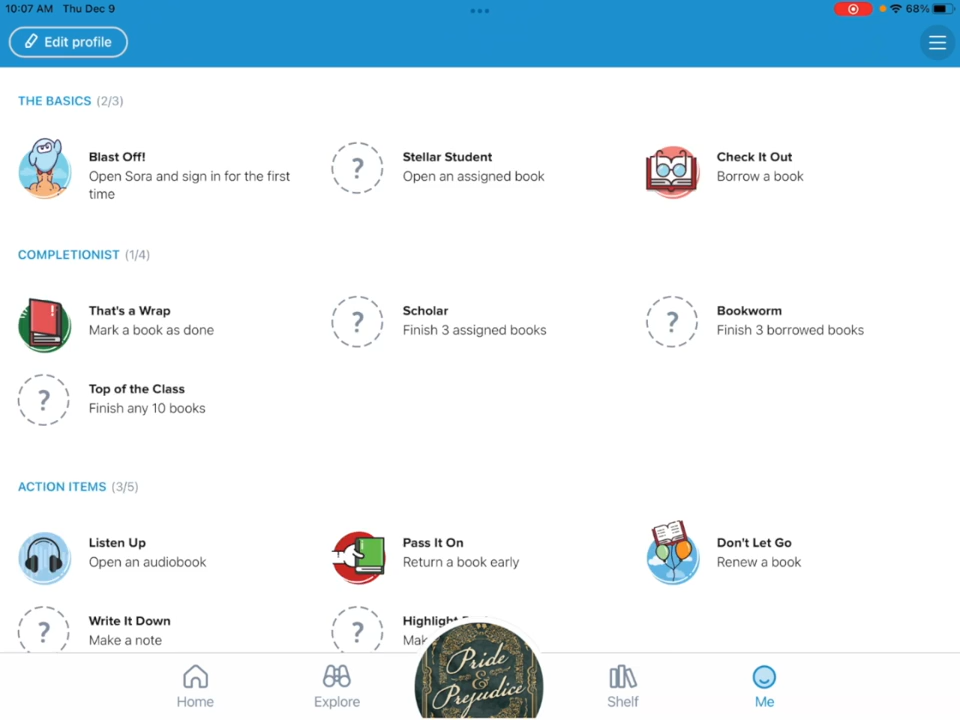 10:07 AM Thu Dec 9
68%
Edit profile
THE BASICS (2/3)
Blast Off!
Open Sora and sign in for the first
time
?
Stellar Student
Open an assigned book
Check It Out
Borrow a book
COMPLETIONIST (1/4)
That's a Wrap
Mark a book as done
?
Scholar
Finish 3 assigned books
?
Bookworm
Finish 3 borrowed books
?
Top of the Class
Finish any 10 books
ACTION ITEMS (3/5)
Listen Up
Open an audiobook
Pass It On
Return a book early
Don't Let Go
Renew a book
?
Write It Down
Make a note
?
Highlight
Mak
Home
Explore
Pride
&
Prejudice
Shelf
Me